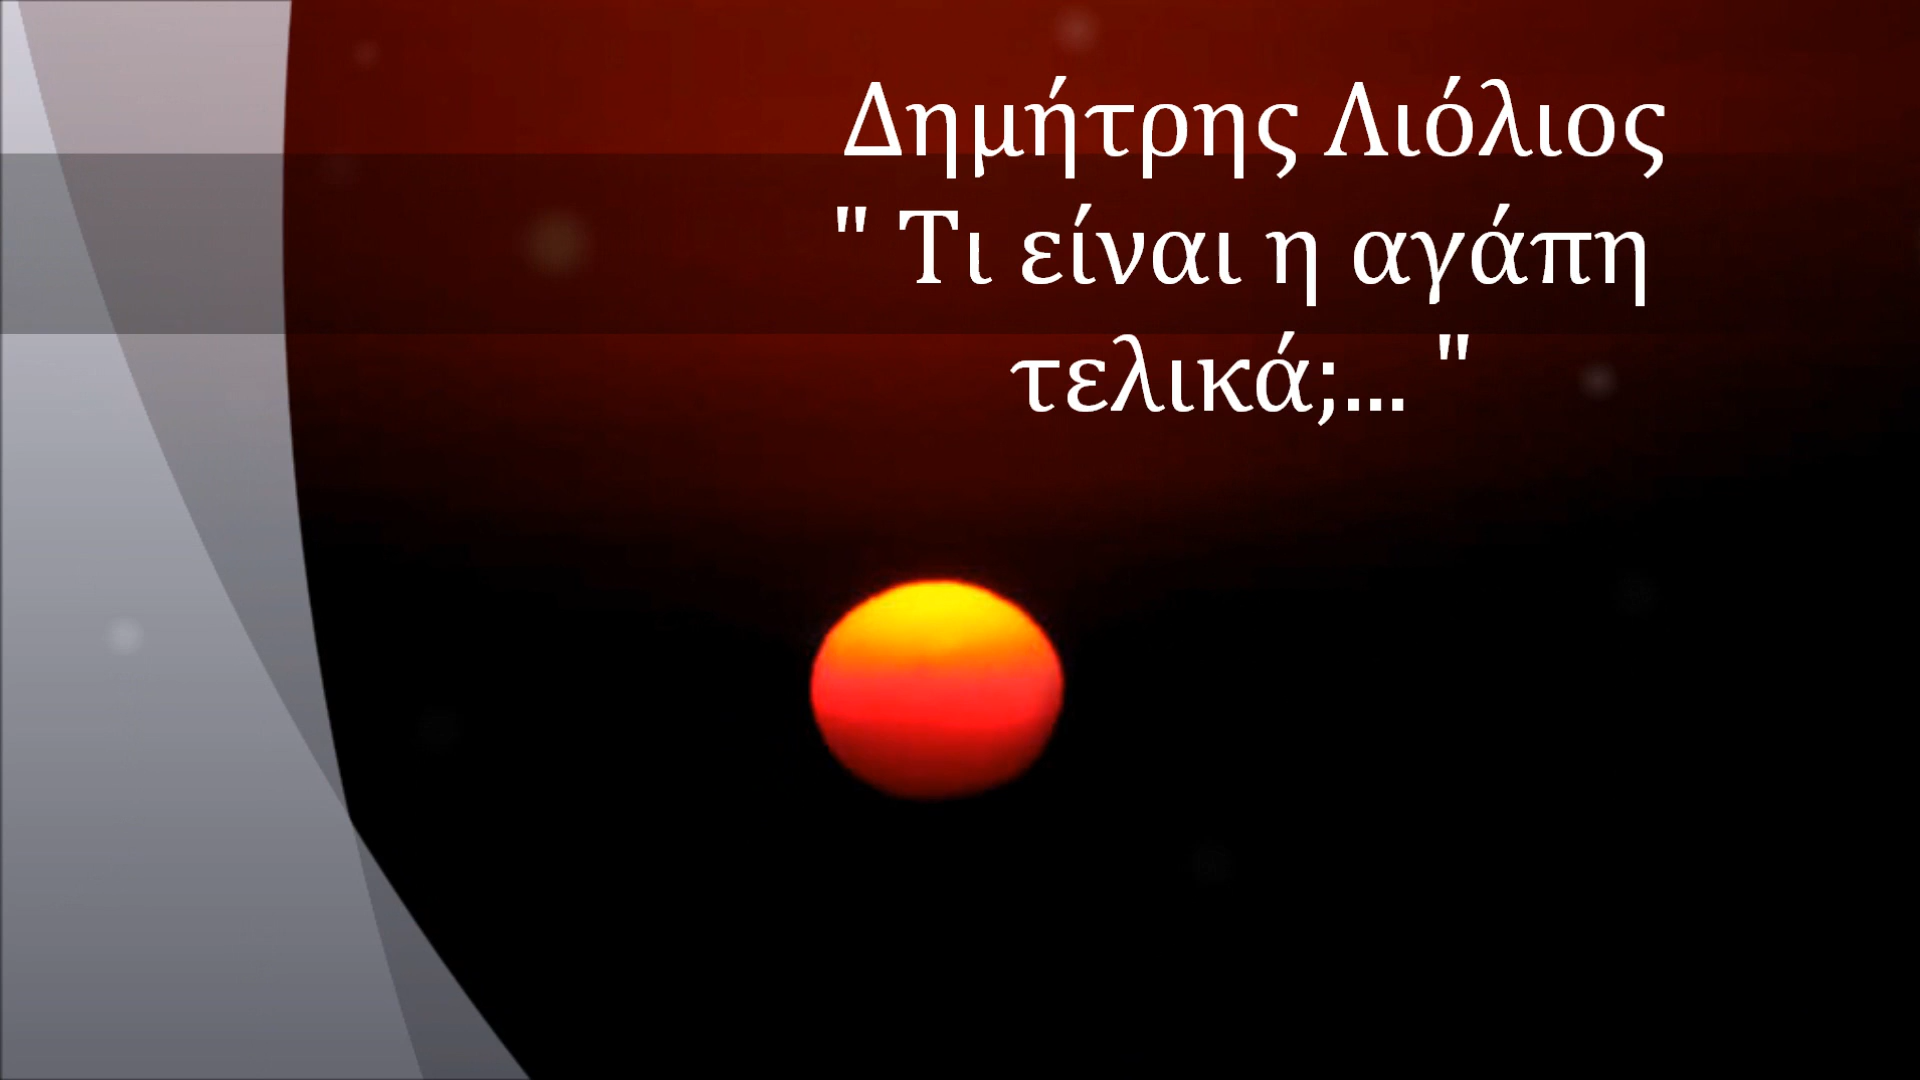 Δημήτρης Λιόλιος
" Τι είναι η αγάπη
τελικά;... "